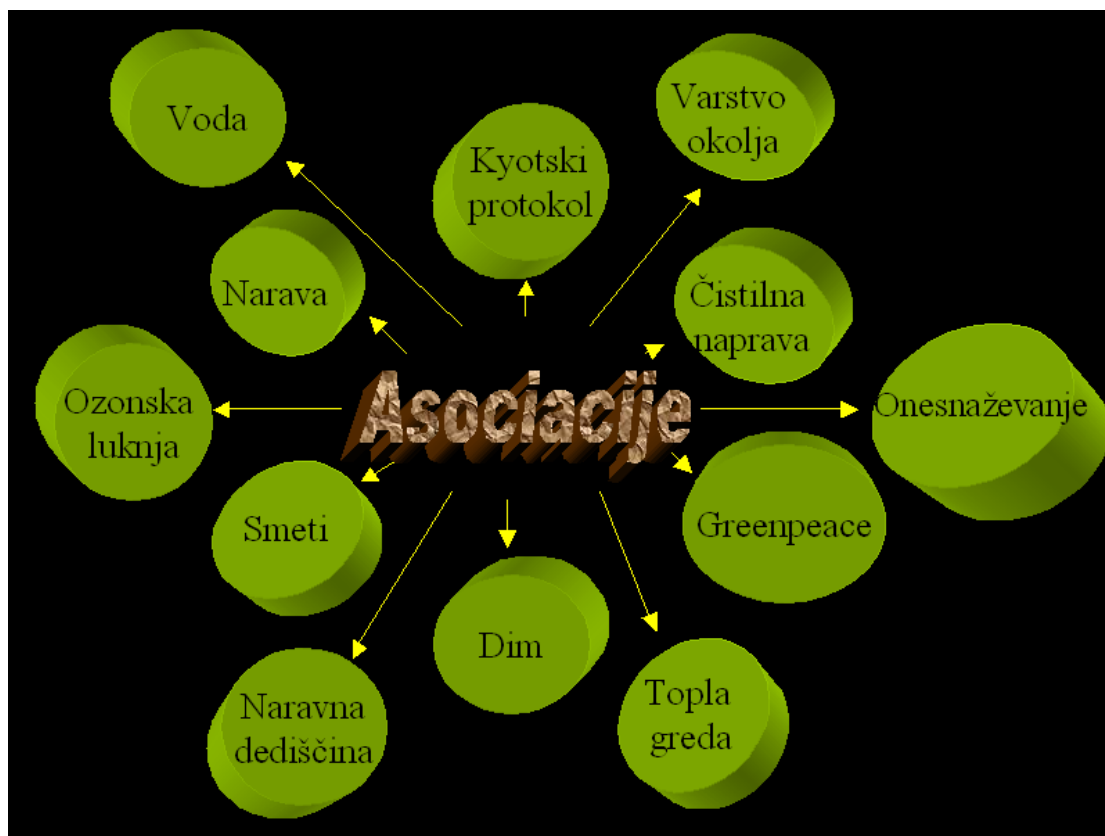 Voda
Kyotski
protokol
Varstvo
okolja
Narava
Čistilna
naprava
Ozonska
luknja
Asociacije
Onesnaževanje
Smeti
Greenpeace
Dim
Naravna
dediščina
Topla
greda